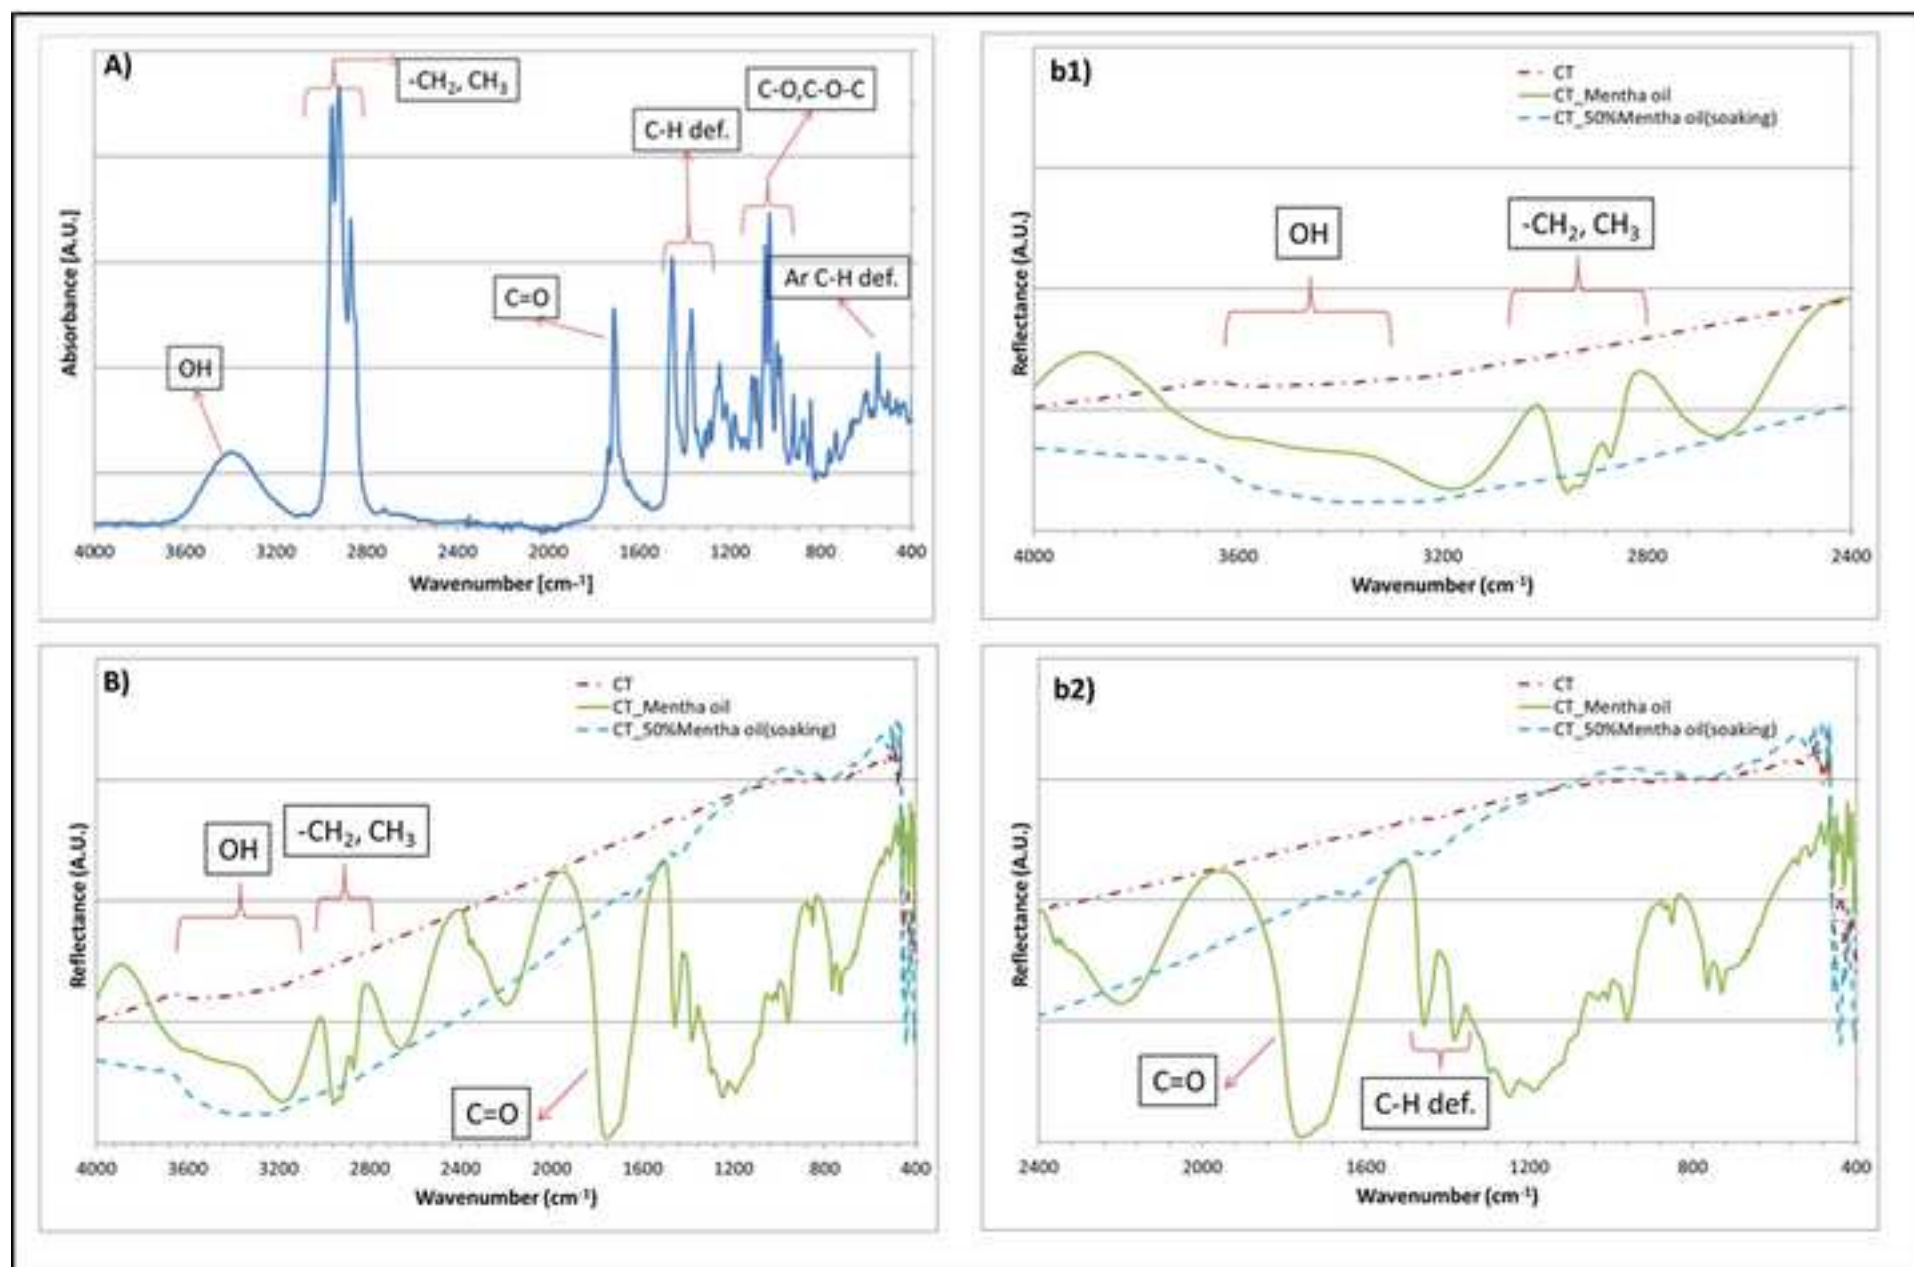 A)
-CH₂, CH₃
C-O,C-O-C
C-H def.
Ar C-H def.
C=O
OH
Absorbance [A.U.]
4000 3600 3200 2800 2400 2000 1600 1200 800 400
Wavenumber [cm-¹]
b1)
CT
CT_Mentha oil
CT_50%Mentha oil(soaking)
OH
-CH₂, CH₃
Reflectance (A.U.)
4000 3600 3200 2800 2400
Wavenumber (cm⁻¹)
B)
CT
CT_Mentha oil
CT_50%Mentha oil(soaking)
OH
-CH₂, CH₃
C=O
Reflectance (A.U.)
4000 3600 3200 2800 2400 2000 1600 1200 800 400
Wavenumber (cm⁻¹)
b2)
CT
CT_Mentha oil
CT_50%Mentha oil(soaking)
C=O
C-H def.
Reflectance (A.U.)
2400 2000 1600 1200 800 400
Wavenumber (cm⁻¹)